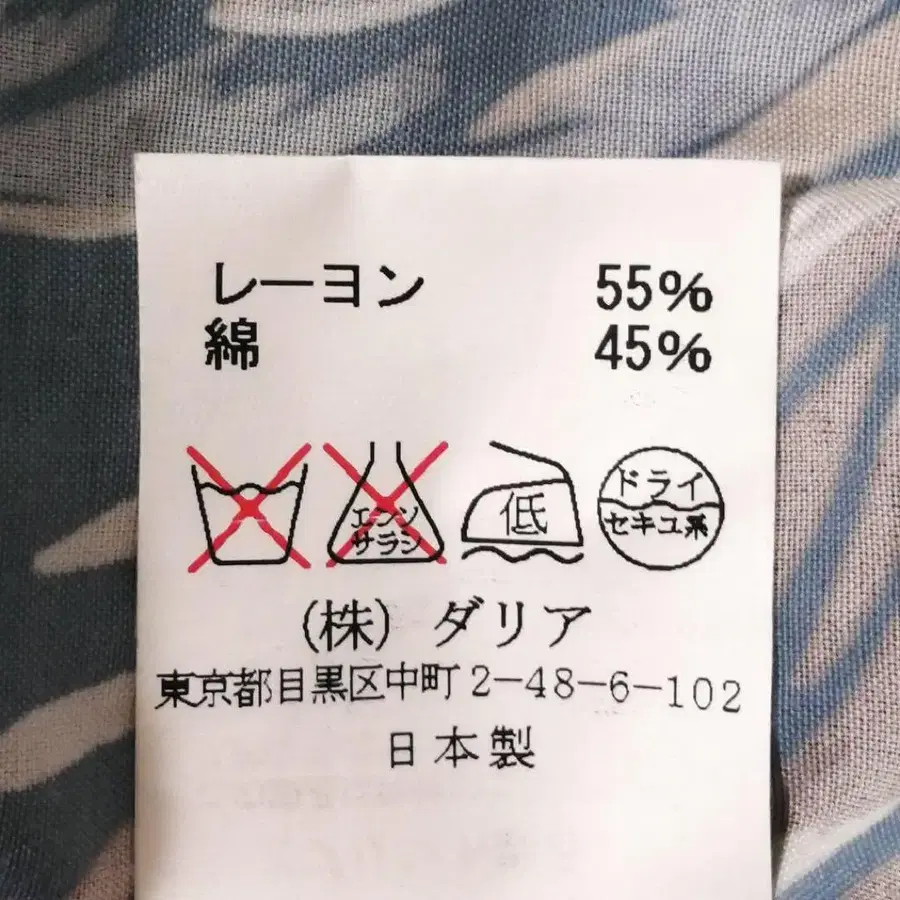 レーヨン 55%
綿 45%
エンソ
サラシ
低
ドライ
セキユ系
(株) ダリア
東京都目黒区中町2-48-6-102
日本製